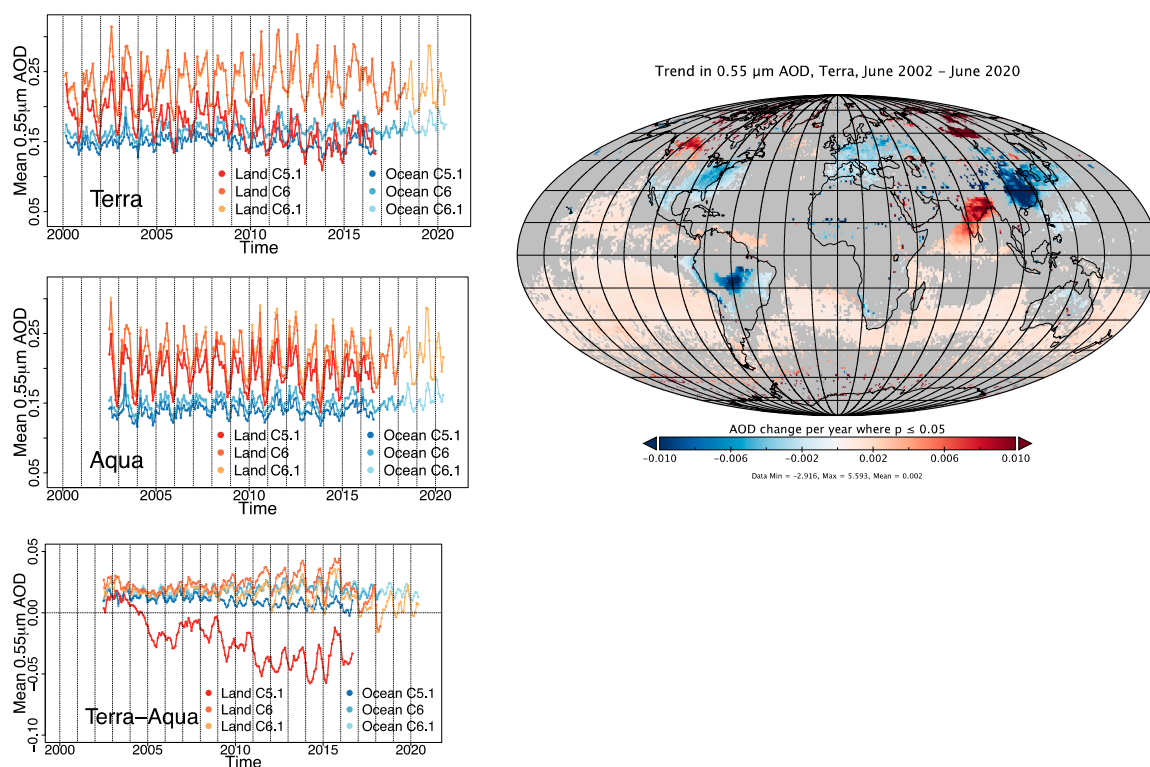 Mean 0.55µm AOD
0.05 0.15 0.25
Terra
Land C5.1 Ocean C5.1
Land C6 Ocean C6
Land C6.1 Ocean C6.1
2000 2005 2010 2015 2020
Time
Mean 0.55µm AOD
0.05 0.15 0.25
Aqua
Land C5.1 Ocean C5.1
Land C6 Ocean C6
Land C6.1 Ocean C6.1
2000 2005 2010 2015 2020
Time
Mean 0.55µm AOD
−0.10 −0.05 0.00 0.05
Terra−Aqua
Land C5.1 Ocean C5.1
Land C6 Ocean C6
Land C6.1 Ocean C6.1
2000 2005 2010 2015 2020
Time
Trend in 0.55 µm AOD, Terra, June 2002 – June 2020
AOD change per year where p ≤ 0.05
−0.010 −0.006 −0.002 0.002 0.006 0.010
Data Min = −2.916, Max = 5.593, Mean = 0.002